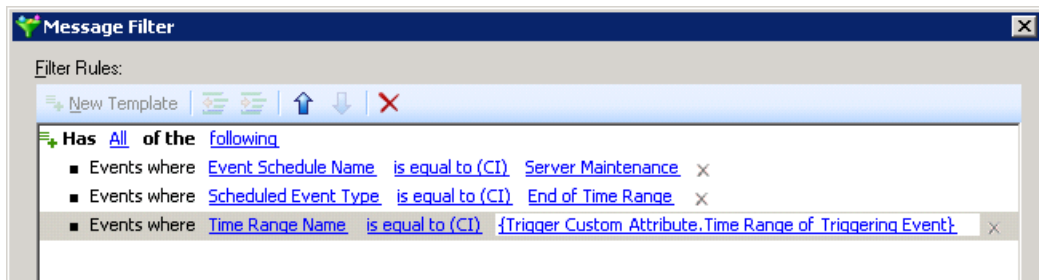 Message Filter
Filter Rules:
New Template
Has All of the following
Events where Event Schedule Name is equal to (CI) Server Maintenance
Events where Scheduled Event Type is equal to (CI) End of Time Range
Events where Time Range Name is equal to (CI) {Trigger Custom Attribute.Time Range of Triggering Event}